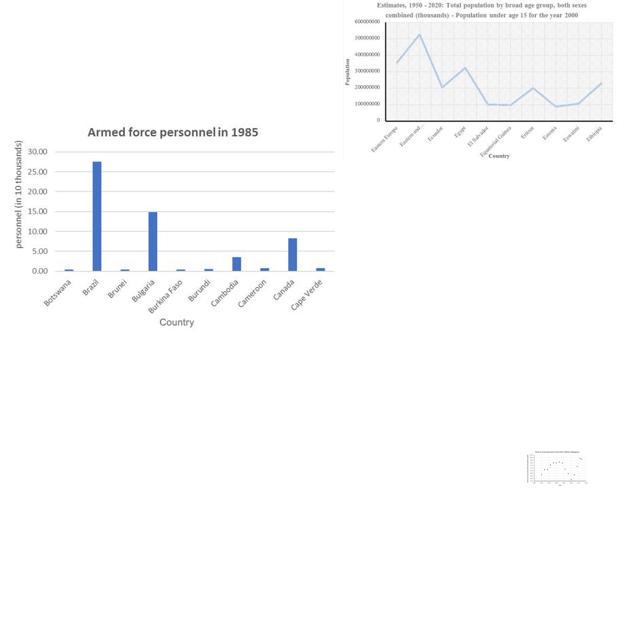 Estimates, 1950 - 2020: Total population by broad age group, both sexes
combined (thousands) - Population under age 15 for the year 2000
Population
600000000
500000000
400000000
300000000
200000000
100000000
0
Eastern Europe
Eastern and...
Ecuador
Egypt
El Salvador
Equatorial Guinea
Eritrea
Estonia
Eswatini
Ethiopia
Country
Armed force personnel in 1985
personnel (in 10 thousands)
30.00
25.00
20.00
15.00
10.00
5.00
0.00
Botswana
Brazil
Brunei
Bulgaria
Burkina Faso
Burundi
Cambodia
Cameroon
Canada
Cape Verde
Country